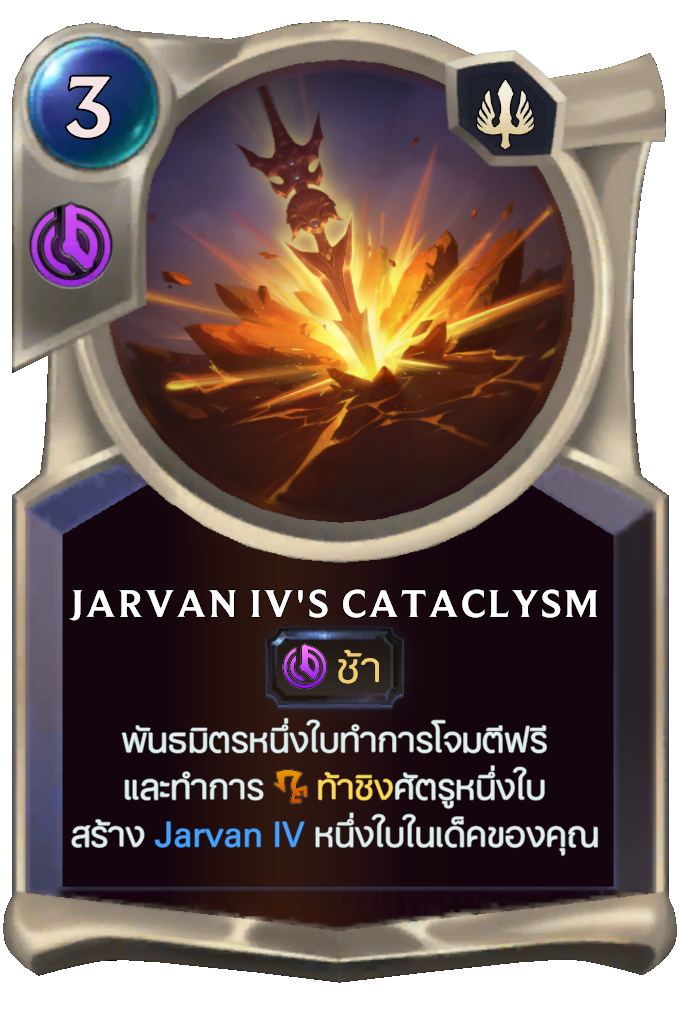 3
JARVAN IV'S CATACLYSM
ช้า
พันธมิตรหนึ่งใบทำการโจมตีฟรี
และทำการ ท้าชิงศัตรูหนึ่งใบ
สร้าง Jarvan IV หนึ่งใบในเด็คของคุณ